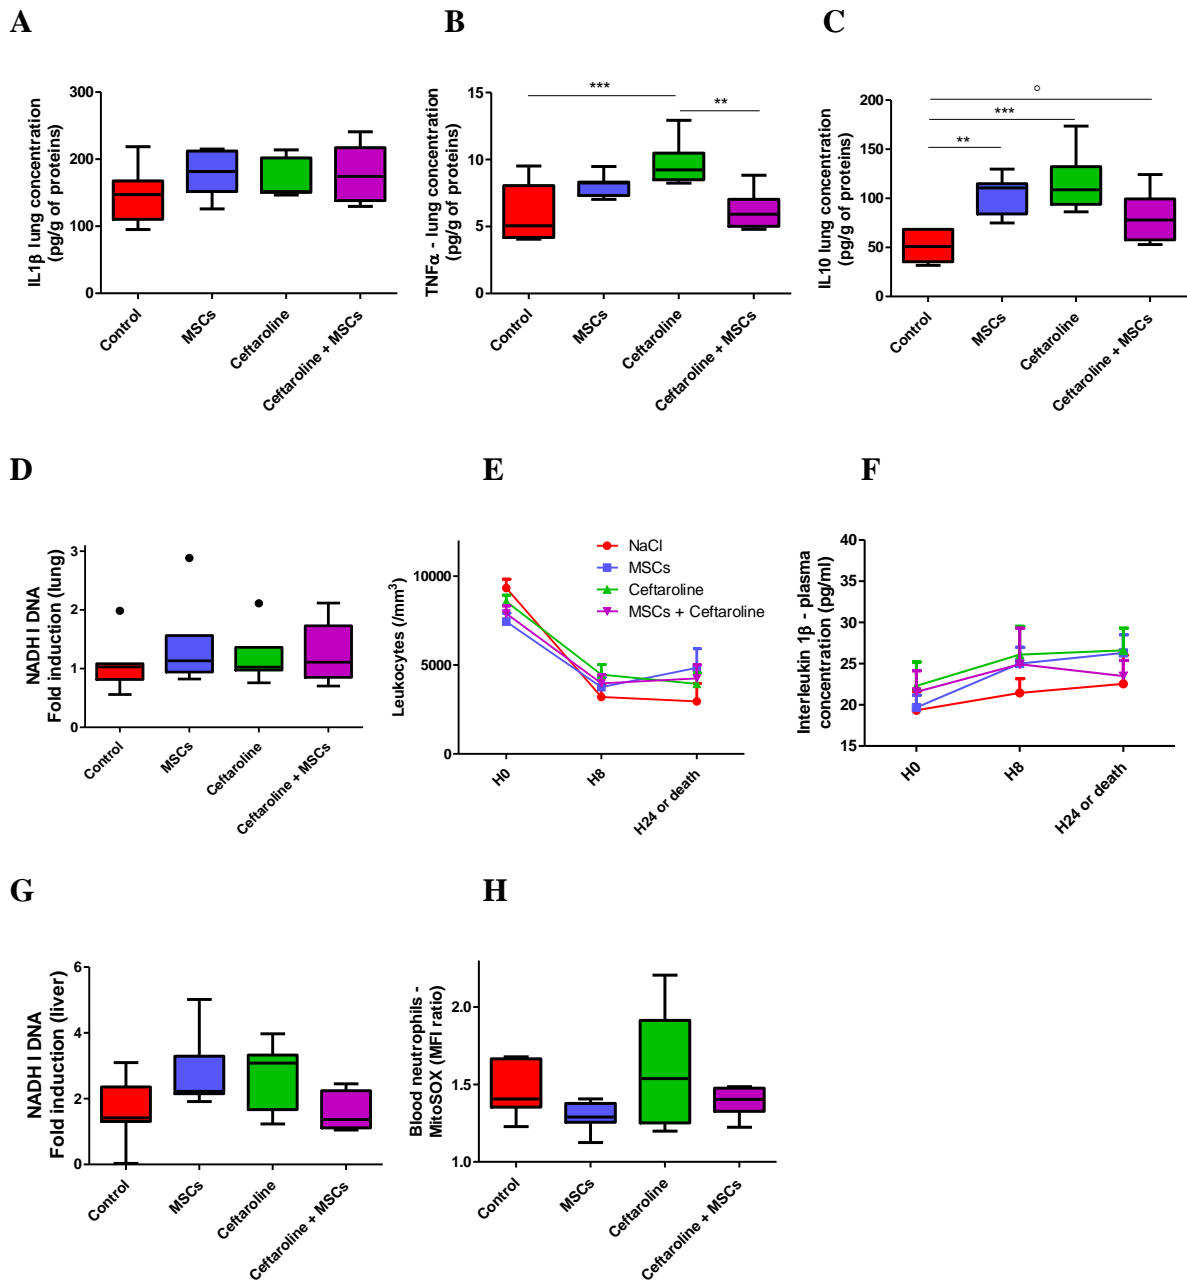 A
IL1β lung concentration
(pg/g of proteins)
300
200
100
0
Control
MSCs
Ceftaroline
Ceftaroline + MSCs
B
TNFα - lung concentration
(pg/g of proteins)
15
10
5
0
***
**
Control
MSCs
Ceftaroline
Ceftaroline + MSCs
C
IL10 lung concentration
(pg/g of proteins)
200
150
100
50
0
°
***
**
Control
MSCs
Ceftaroline
Ceftaroline + MSCs
D
NADH I DNA
Fold induction (lung)
3
2
1
0
Control
MSCs
Ceftaroline
Ceftaroline + MSCs
E
Leukocytes (/mm³)
10000
5000
0
NaCl
MSCs
Ceftaroline
MSCs + Ceftaroline
H0
H8
H24 or death
F
Interleukin 1β - plasma
concentration (pg/ml)
40
35
30
25
20
15
H0
H8
H24 or death
G
NADH I DNA
Fold induction (liver)
6
4
2
0
Control
MSCs
Ceftaroline
Ceftaroline + MSCs
H
Blood neutrophils -
MitoSOX (MFI ratio)
2.0
1.5
1.0
Control
MSCs
Ceftaroline
Ceftaroline + MSCs